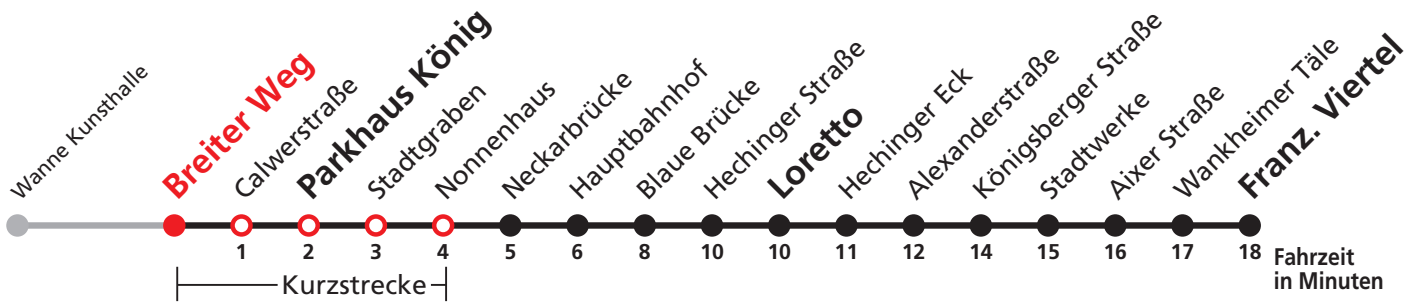 Wanne Kunsthalle
Breiter Weg
Calwerstraße
Parkhaus König
Stadtgraben
Nonnenhaus
Neckarbrücke
Hauptbahnhof
Blaue Brücke
Hechinger Straße
Loretto
Hechinger Eck
Alexanderstraße
Königsberger Straße
Stadtwerke
Aixer Straße
Wankheimer Täle
Franz. Viertel
1 2 3 4 5 6 8 10 10 11 12 14 15 16 17 18
Fahrzeit
in Minuten
Kurzstrecke